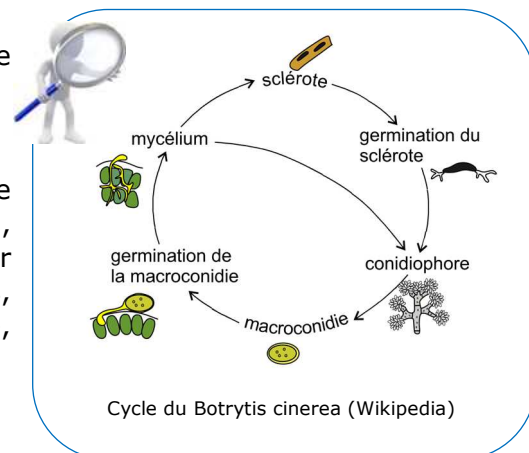 e
sclérote
mycélium
germination du
sclérote
e
,
r
,
,
germination de
la macroconidie
conidiophore
macroconidie
Cycle du Botrytis cinerea (Wikipedia)